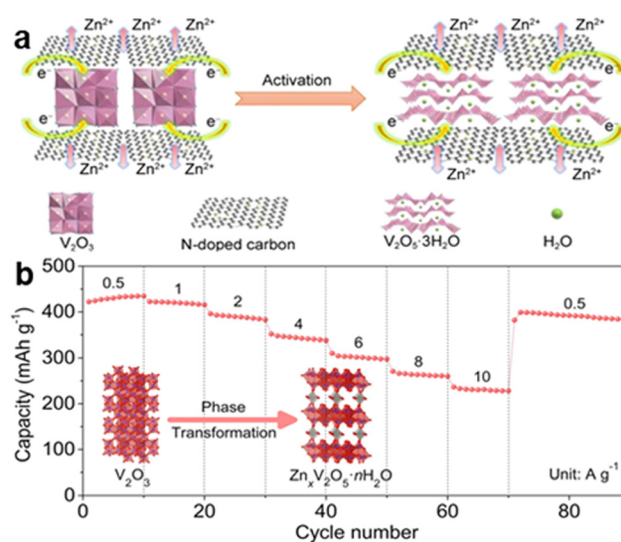 a
Zn²⁺ Zn²⁺ Zn²⁺
Zn²⁺ Zn²⁺ Zn²⁺
e⁻ e⁻
Activation
e⁻ e⁻
e⁻ e⁻
e⁻ e⁻
Zn²⁺ Zn²⁺ Zn²⁺
Zn²⁺ Zn²⁺
V₂O₃
N-doped carbon
V₂O₅·3H₂O
H₂O
b
500
400
300
200
100
0
Capacity (mAh g⁻¹)
0.5
1
2
4
6
8
10
0.5
Phase
Transformation
V₂O₃
ZnₓV₂O₅·nH₂O
Unit: A g⁻¹
0 20 40 60 80
Cycle number